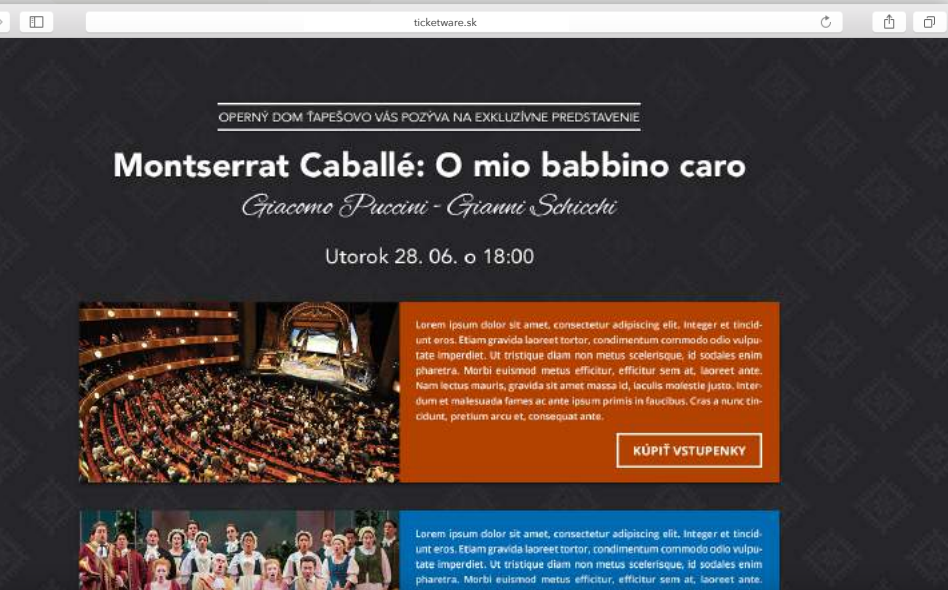 ticketware.sk
OPERNÝ DOM ŤAPEŠOVO VÁS POZÝVA NA EXKLUZÍVNE PREDSTAVENIE
Montserrat Caballé: O mio babbino caro
Giacomo Puccini - Gianni Schicchi
Utorok 28. 06. o 18:00
Lorem ipsum dolor sit amet, consectetur adipiscing elit. Integer et tincid-
unt eros. Etiam gravida laoreet tortor, condimentum commodo odio vulpu-
tate imperdiet. Ut tristique diam non metus scelerisque, id sodales enim
pharetra. Morbi euismod metus efficitur, efficitur sem at, laoreet ante.
Nam lectus mauris, gravida sit amet massa id, iaculis molestie justo. Inter-
dum et malesuada fames ac ante ipsum primis in faucibus. Cras a nunc tin-
cidunt, pretium arcu et, consequat ante.
KÚPIŤ VSTUPENKY
Lorem ipsum dolor sit amet, consectetur adipiscing elit. Integer et tincid-
unt eros. Etiam gravida laoreet tortor, condimentum commodo odio vulpu-
tate imperdiet. Ut tristique diam non metus scelerisque, id sodales enim
pharetra. Morbi euismod metus efficitur, efficitur sem at, laoreet ante.